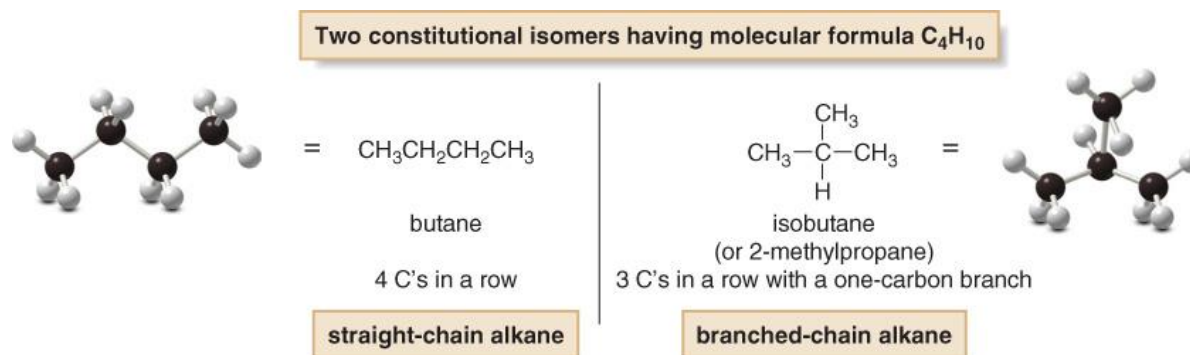 Two constitutional isomers having molecular formula C₄H₁₀
= CH₃CH₂CH₂CH₃
butane
4 C's in a row
straight-chain alkane
CH₃
CH₃–C–CH₃ =
H
isobutane
(or 2-methylpropane)
3 C's in a row with a one-carbon branch
branched-chain alkane